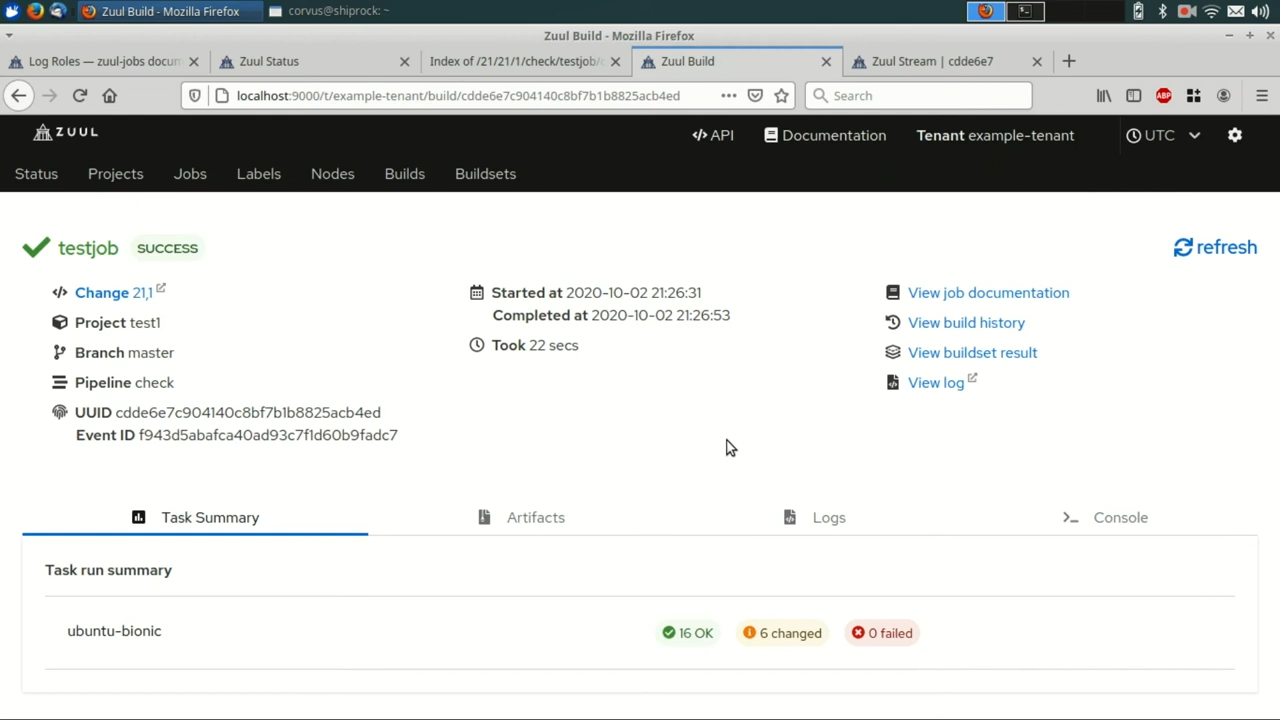 Zuul Build - Mozilla Firefox
corvus@shiprock: ~
Zuul Build - Mozilla Firefox
Log Roles — zuul-jobs docum
Zuul Status
Index of /21/21/1/check/testjob/c
Zuul Build
Zuul Stream | cdde6e7
localhost:9000/t/example-tenant/build/cdde6e7c904140c8bf7b1b8825acb4ed
Search
ABP
ZUUL
API
Documentation
Tenant example-tenant
UTC
Status
Projects
Jobs
Labels
Nodes
Builds
Buildsets
testjob
SUCCESS
refresh
Change 21,1
Started at 2020-10-02 21:26:31
View job documentation
Project test1
Completed at 2020-10-02 21:26:53
View build history
Branch master
Took 22 secs
View buildset result
Pipeline check
View log
UUID cdde6e7c904140c8bf7b1b8825acb4ed
Event ID f943d5abafca40ad93c7f1d60b9fadc7
Task Summary
Artifacts
Logs
Console
Task run summary
ubuntu-bionic
16 OK
6 changed
0 failed